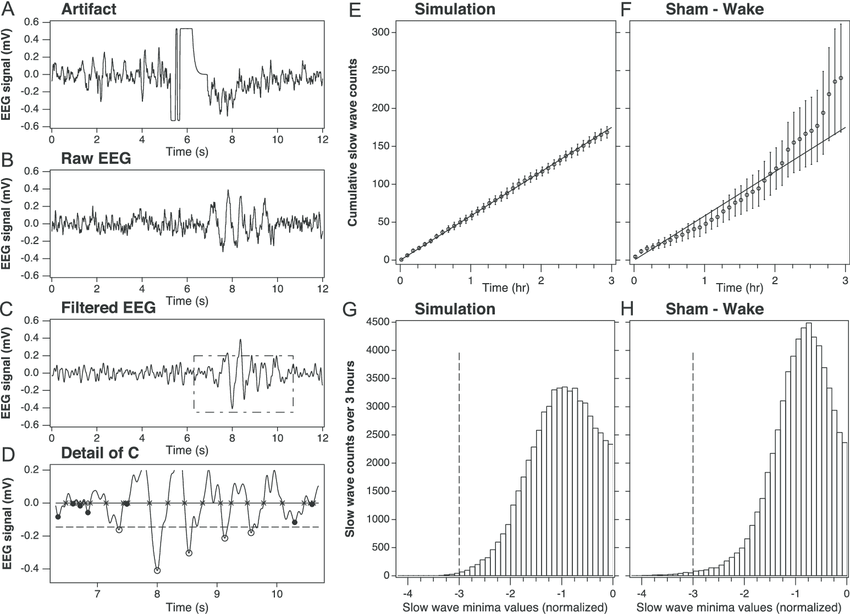 A Artifact
EEG signal (mV)
0.6
0.4
0.2
0.0
-0.2
-0.4
-0.6
0 2 4 6 8 10 12
Time (s)
B Raw EEG
EEG signal (mV)
0.6
0.4
0.2
0.0
-0.2
-0.4
-0.6
0 2 4 6 8 10 12
Time (s)
C Filtered EEG
EEG signal (mV)
0.6
0.4
0.2
0.0
-0.2
-0.4
-0.6
0 2 4 6 8 10 12
Time (s)
D Detail of C
EEG signal (mV)
0.2
0.0
-0.2
-0.4
7 8 9 10
Time (s)
E Simulation
Cumulative slow wave counts
300
250
200
150
100
50
0
0 1 2 3
Time (hr)
F Sham - Wake
0 1 2 3
Time (hr)
G Simulation
Slow wave counts over 3 hours
4500
4000
3500
3000
2500
2000
1500
1000
500
0
-4 -3 -2 -1 0
Slow wave minima values (normalized)
H Sham - Wake
-4 -3 -2 -1 0
Slow wave minima values (normalized)